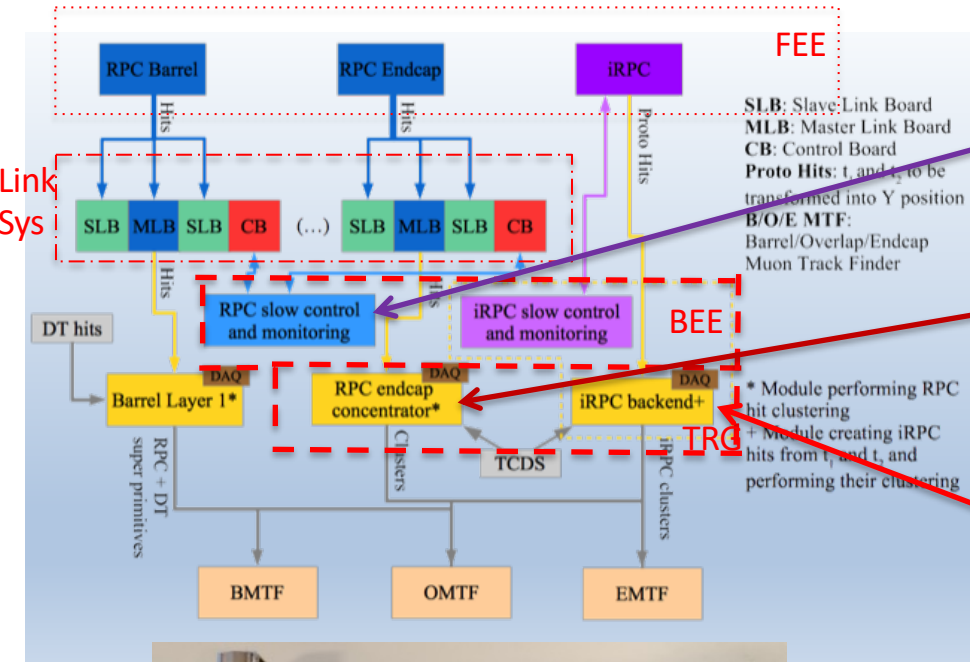 FEE
RPC Barrel
RPC Endcap
iRPC
Hits
Hits
Proto Hits
SLB: Slave Link Board
MLB: Master Link Board
CB: Control Board
Proto Hits: t1 and t2 to be
transformed into Y position
B/O/E MTF:
Barrel/Overlap/Endcap
Muon Track Finder
Link
Sys
SLB MLB SLB CB (...) SLB MLB SLB CB
Hits
Hits
RPC slow control
and monitoring
iRPC slow control
and monitoring
BEE
DT hits
DAQ
Barrel Layer 1*
DAQ
RPC endcap
concentrator*
DAQ
iRPC backend+
* Module performing RPC
hit clustering
+ Module creating iRPC
hits from t1 and t2 and
performing their clustering
TRG
TCDS
RPC + DT
super primitives
Clusters
iRPC clusters
BMTF
OMTF
EMTF